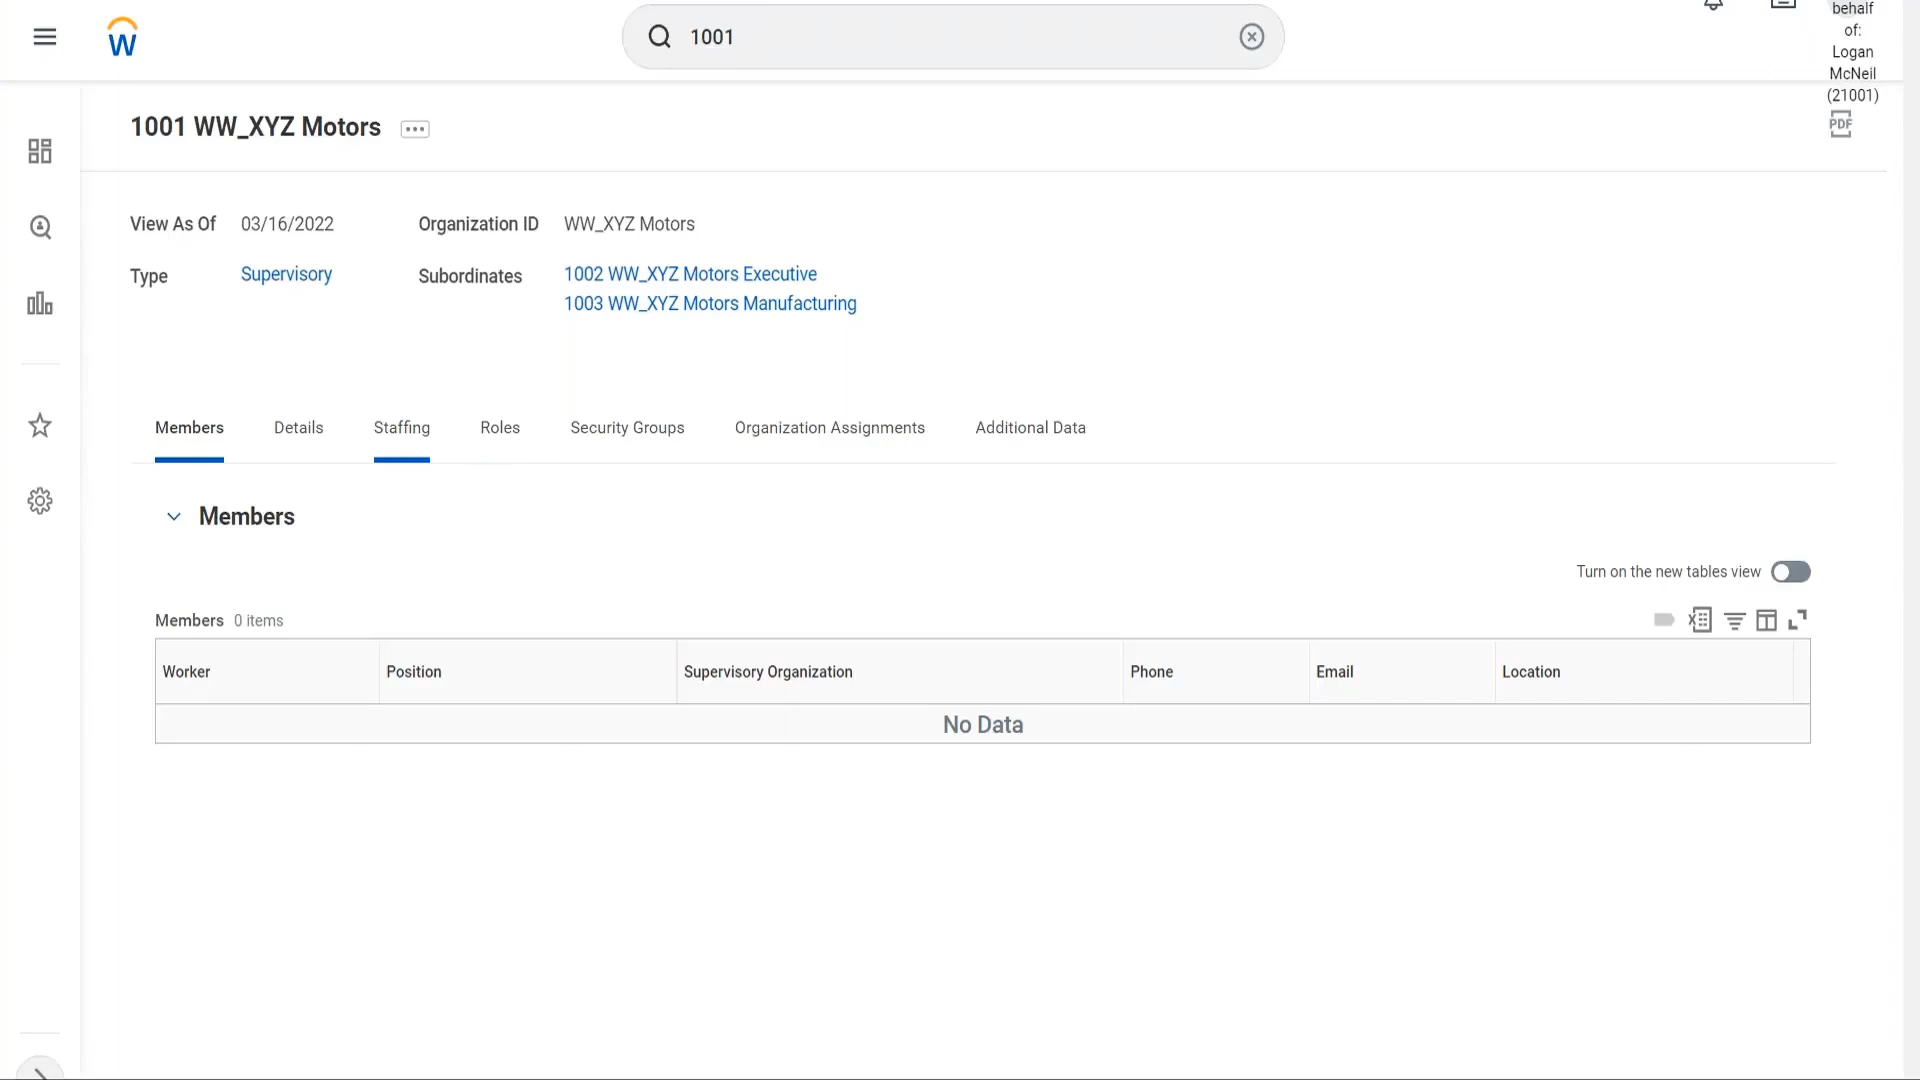 1001
behalf
of:
Logan
McNeil
(21001)
1001 WW_XYZ Motors
PDF
View As Of 03/16/2022 Organization ID WW_XYZ Motors
Type Supervisory Subordinates 1002 WW_XYZ Motors Executive
1003 WW_XYZ Motors Manufacturing
Members Details Staffing Roles Security Groups Organization Assignments Additional Data
Members
Turn on the new tables view
Members 0 items
Worker Position Supervisory Organization Phone Email Location
No Data